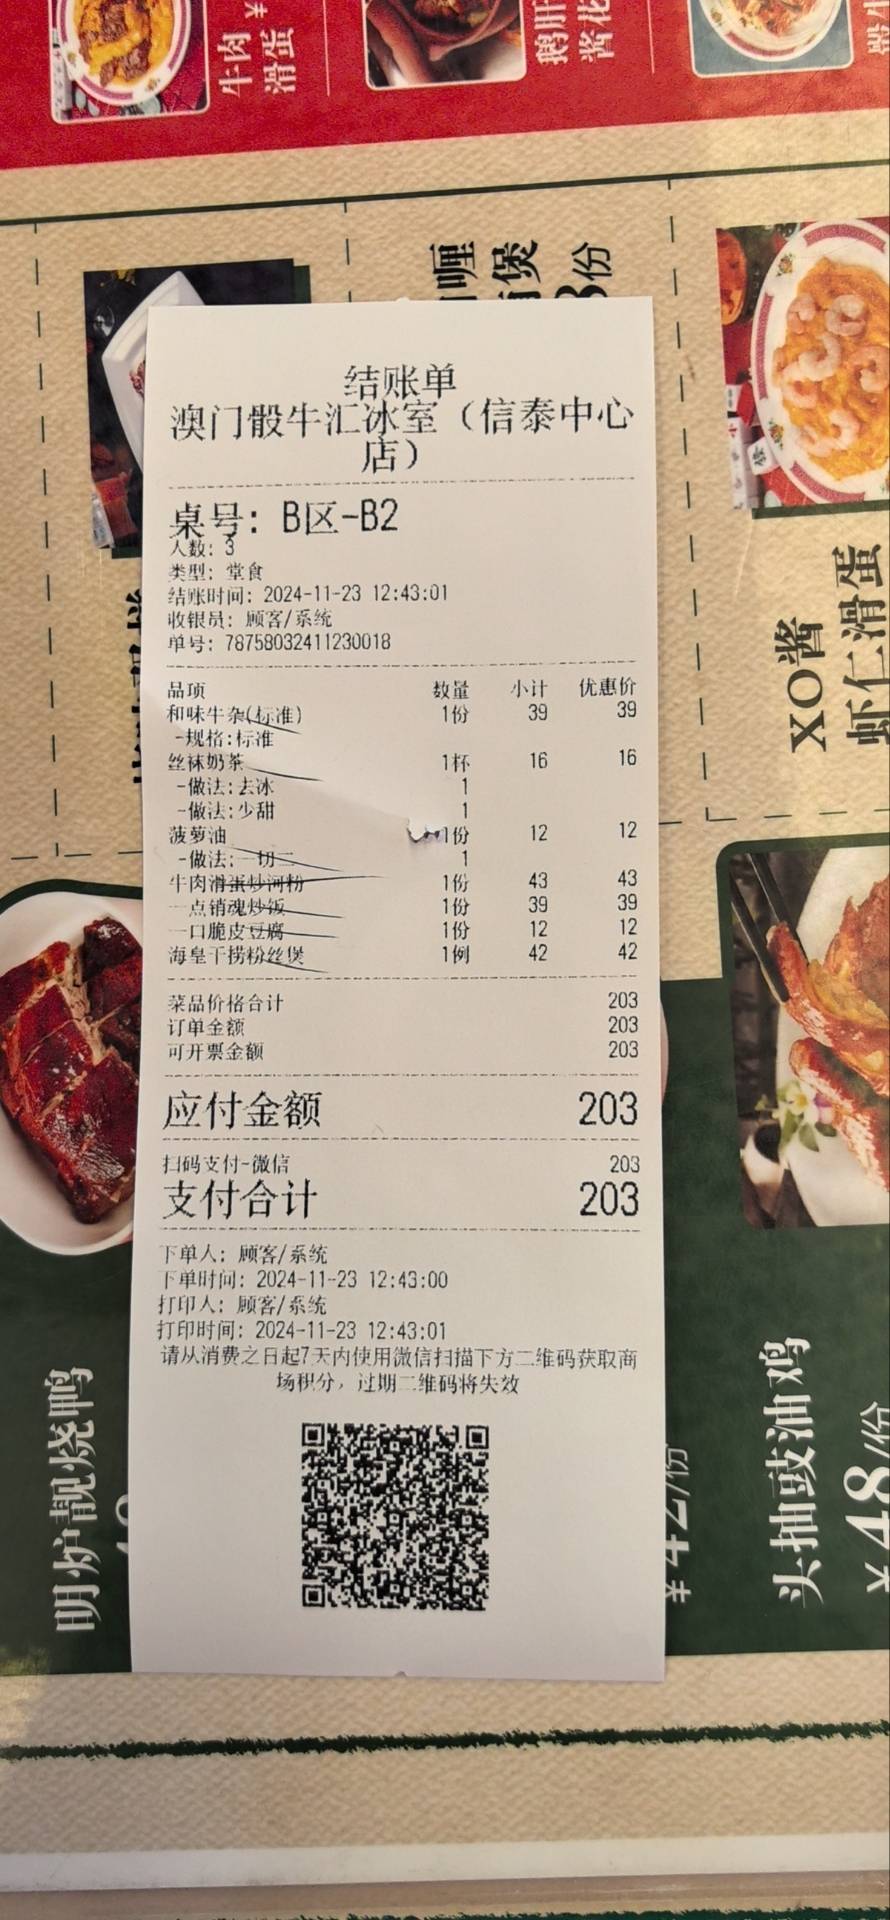 牛肉
滑蛋
¥
鹅肝
酱花
XO酱
虾仁滑蛋
明炉靓烧鸭
头抽豉油鸡
¥48/份
¥42/份
结账单
澳门骰牛汇冰室（信泰中心
店）
桌号: B区-B2
人数: 3
类型: 堂食
结账时间: 2024-11-23 12:43:01
收银员: 顾客/系统
单号: 78758032411230018
品项 数量 小计 优惠价
和味牛杂(标准) 1份 39 39
-规格:标准
丝袜奶茶 1杯 16 16
-做法:去冰 1
-做法:少甜 1
菠萝油 1份 12 12
-做法:一切二 1
牛肉滑蛋炒河粉 1份 43 43
一点销魂炒饭 1份 39 39
一口脆皮豆腐 1份 12 12
海皇干捞粉丝煲 1例 42 42
菜品价格合计 203
订单金额 203
可开票金额 203
应付金额 203
扫码支付-微信 203
支付合计 203
下单人: 顾客/系统
下单时间: 2024-11-23 12:43:00
打印人: 顾客/系统
打印时间: 2024-11-23 12:43:01
请从消费之日起7天内使用微信扫描下方二维码获取商
场积分，过期二维码将失效